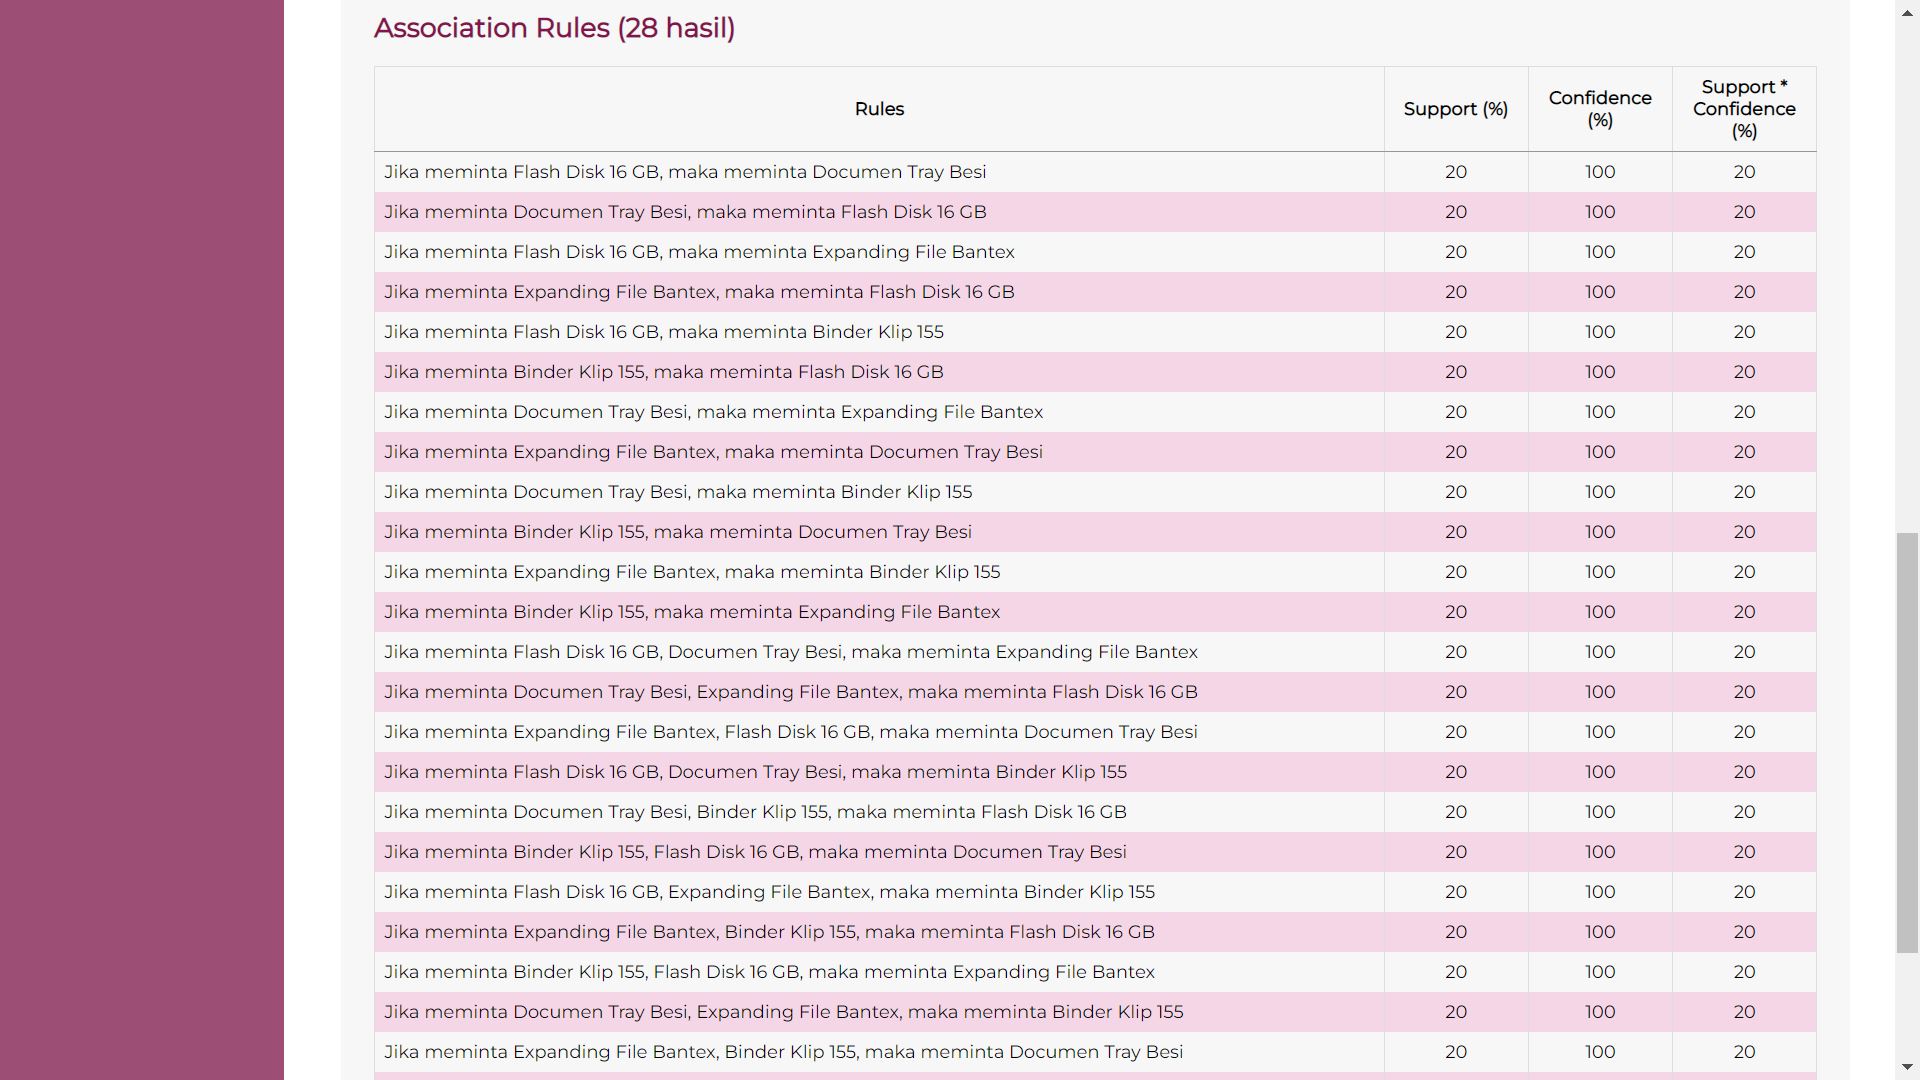 Association Rules (28 hasil)
Rules Support (%) Confidence (%) Support * Confidence (%)
Jika meminta Flash Disk 16 GB, maka meminta Documen Tray Besi 20 100 20
Jika meminta Documen Tray Besi, maka meminta Flash Disk 16 GB 20 100 20
Jika meminta Flash Disk 16 GB, maka meminta Expanding File Bantex 20 100 20
Jika meminta Expanding File Bantex, maka meminta Flash Disk 16 GB 20 100 20
Jika meminta Flash Disk 16 GB, maka meminta Binder Klip 155 20 100 20
Jika meminta Binder Klip 155, maka meminta Flash Disk 16 GB 20 100 20
Jika meminta Documen Tray Besi, maka meminta Expanding File Bantex 20 100 20
Jika meminta Expanding File Bantex, maka meminta Documen Tray Besi 20 100 20
Jika meminta Documen Tray Besi, maka meminta Binder Klip 155 20 100 20
Jika meminta Binder Klip 155, maka meminta Documen Tray Besi 20 100 20
Jika meminta Expanding File Bantex, maka meminta Binder Klip 155 20 100 20
Jika meminta Binder Klip 155, maka meminta Expanding File Bantex 20 100 20
Jika meminta Flash Disk 16 GB, Documen Tray Besi, maka meminta Expanding File Bantex 20 100 20
Jika meminta Documen Tray Besi, Expanding File Bantex, maka meminta Flash Disk 16 GB 20 100 20
Jika meminta Expanding File Bantex, Flash Disk 16 GB, maka meminta Documen Tray Besi 20 100 20
Jika meminta Flash Disk 16 GB, Documen Tray Besi, maka meminta Binder Klip 155 20 100 20
Jika meminta Documen Tray Besi, Binder Klip 155, maka meminta Flash Disk 16 GB 20 100 20
Jika meminta Binder Klip 155, Flash Disk 16 GB, maka meminta Documen Tray Besi 20 100 20
Jika meminta Flash Disk 16 GB, Expanding File Bantex, maka meminta Binder Klip 155 20 100 20
Jika meminta Expanding File Bantex, Binder Klip 155, maka meminta Flash Disk 16 GB 20 100 20
Jika meminta Binder Klip 155, Flash Disk 16 GB, maka meminta Expanding File Bantex 20 100 20
Jika meminta Documen Tray Besi, Expanding File Bantex, maka meminta Binder Klip 155 20 100 20
Jika meminta Expanding File Bantex, Binder Klip 155, maka meminta Documen Tray Besi 20 100 20